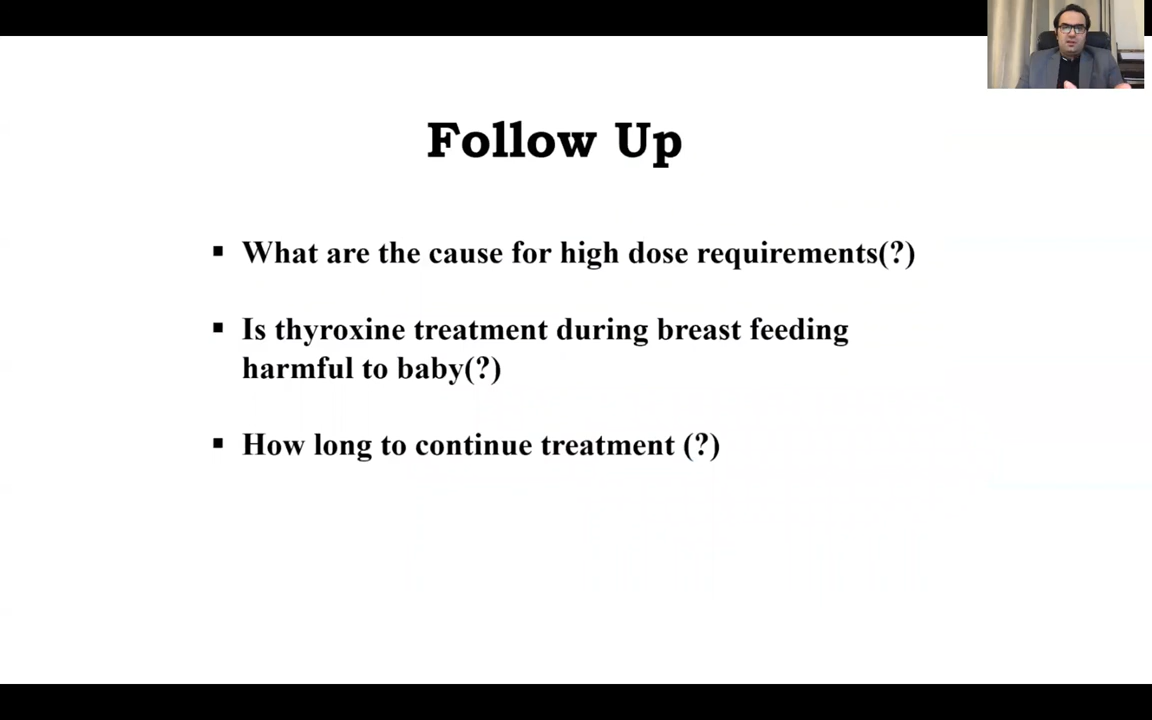 Follow Up
▪ What are the cause for high dose requirements(?)
▪ Is thyroxine treatment during breast feeding
harmful to baby(?)
▪ How long to continue treatment (?)